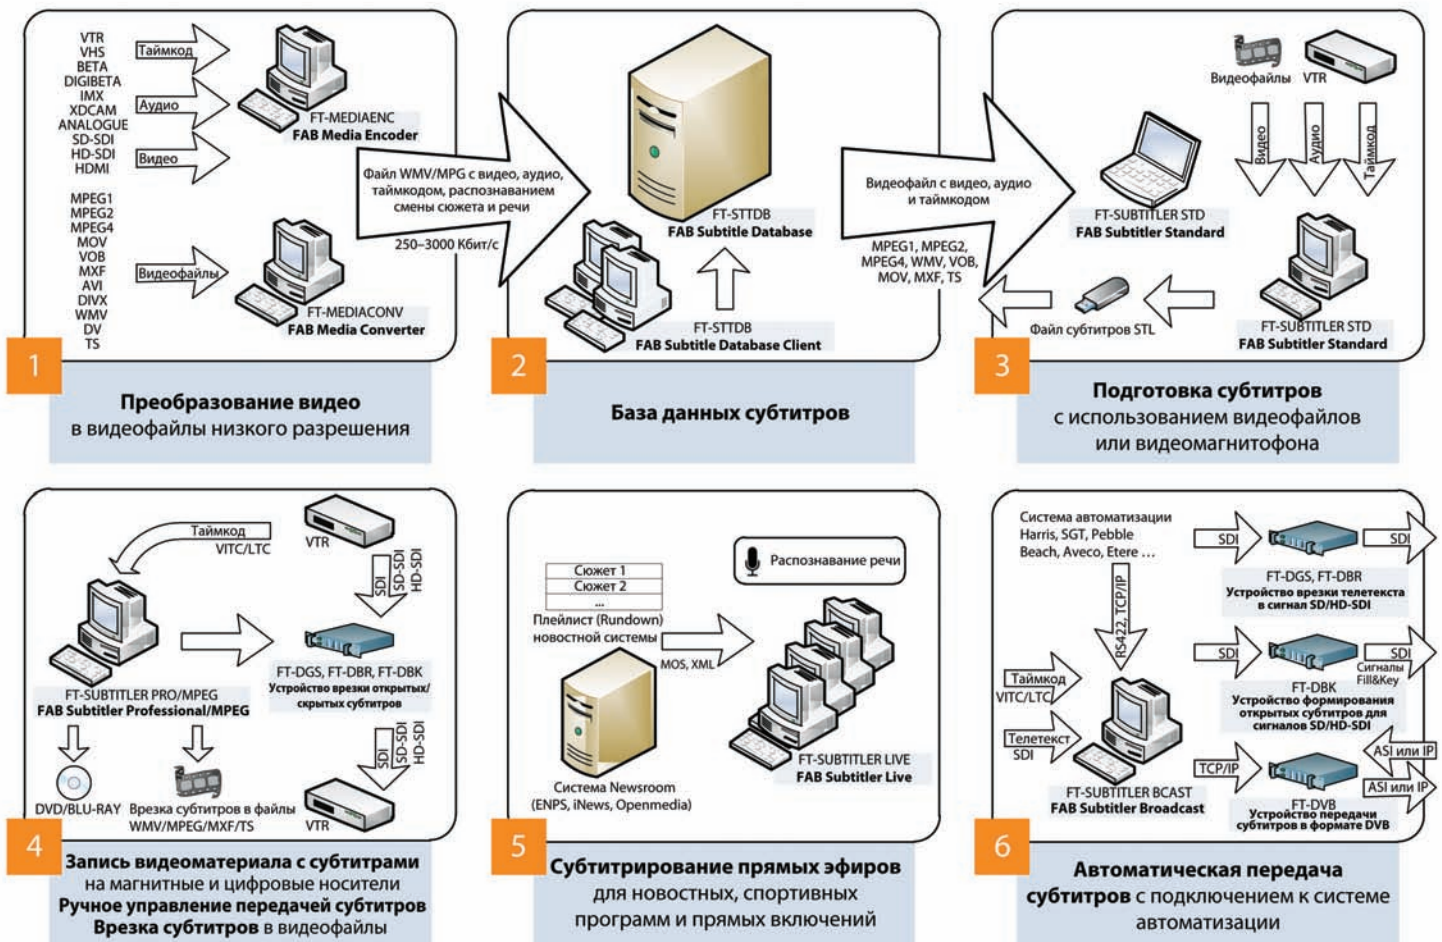 VTR
VHS
BETA
DIGIBETA
IMX
XDCAM
ANALOGUE
SD-SDI
HD-SDI
HDMI
Таймкод
Аудио
Видео
FT-MEDIAENC
FAB Media Encoder
MPEG1
MPEG2
MPEG4
MOV
VOB
MXF
AVI
DIVX
WMV
DV
TS
Видеофайлы
FT-MEDIACONV
FAB Media Converter
1
Преобразование видео
в видеофайлы низкого разрешения
Файл WMV/MPG с видео, аудио,
таймкодом, распознаванием
смены сюжета и речи
250–3000 Кбит/с
FT-STTDB
FAB Subtitle Database
FT-STTDB
FAB Subtitle Database Client
2
База данных субтитров
Видеофайл с видео, аудио
и таймкодом
MPEG1, MPEG2,
MPEG4, WMV, VOB,
MOV, MXF, TS
Видеофайлы
VTR
Видео
Аудио
Таймкод
FT-SUBTITLER STD
FAB Subtitler Standard
Файл субтитров STL
FT-SUBTITLER STD
FAB Subtitler Standard
3
Подготовка субтитров
с использованием видеофайлов
или видеомагнитофона
Таймкод
VITC/LTC
VTR
SDI
SD-SDI
HD-SDI
FT-SUBTITLER PRO/MPEG
FAB Subtitler Professional/MPEG
FT-DGS, FT-DBR, FT-DBK
Устройство врезки открытых/
скрытых субтитров
SDI
SD-SDI
HD-SDI
DVD/BLU-RAY
Врезка субтитров в файлы
WMV/MPEG/MXF/TS
VTR
4
Запись видеоматериала с субтитрами
на магнитные и цифровые носители
Ручное управление передачей субтитров
Врезка субтитров в видеофайлы
Сюжет 1
Сюжет 2
...
Плейлист (Rundown)
новостной системы
MOS, XML
Распознавание речи
Система Newsroom
(ENPS, iNews, Openmedia)
FT-SUBTITLER LIVE
FAB Subtitler Live
5
Субтитрирование прямых эфиров
для новостных, спортивных
программ и прямых включений
Система автоматизации
Harris, SGT, Pebble
Beach, Aveco, Etere ...
RS422, TCP/IP
Таймкод
VITC/LTC
Телетекст
SDI
FT-SUBTITLER BCAST
FAB Subtitler Broadcast
SDI
SDI
FT-DGS, FT-DBR
Устройство врезки телетекста
в сигнал SD/HD-SDI
SDI
SDI
Сигналы
Fill&Key
FT-DBK
Устройство формирования
открытых субтитров для
сигналов SD/HD-SDI
TCP/IP
ASI или IP
ASI или IP
FT-DVB
Устройство передачи
субтитров в формате DVB
6
Автоматическая передача
субтитров с подключением к системе
автоматизации